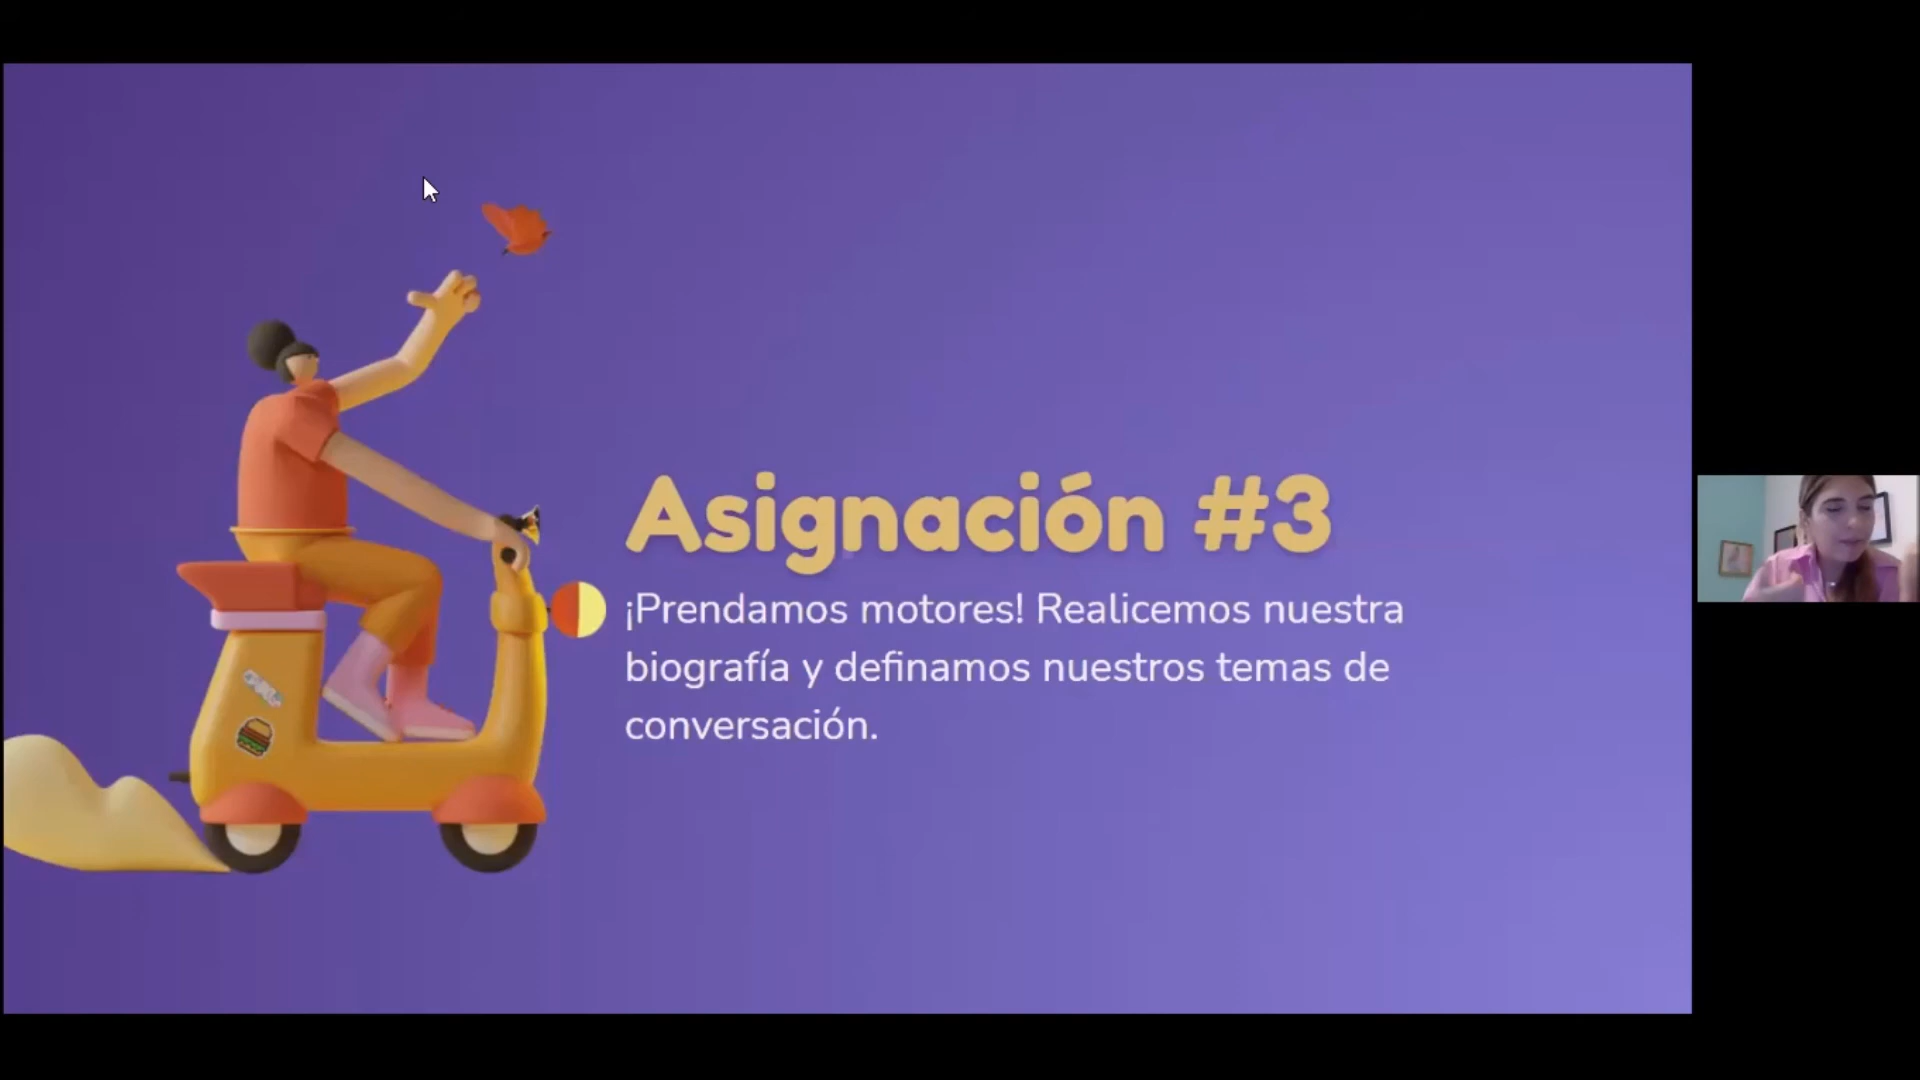 Asignación #3
¡Prendamos motores! Realicemos nuestra
biografía y definamos nuestros temas de
conversación.